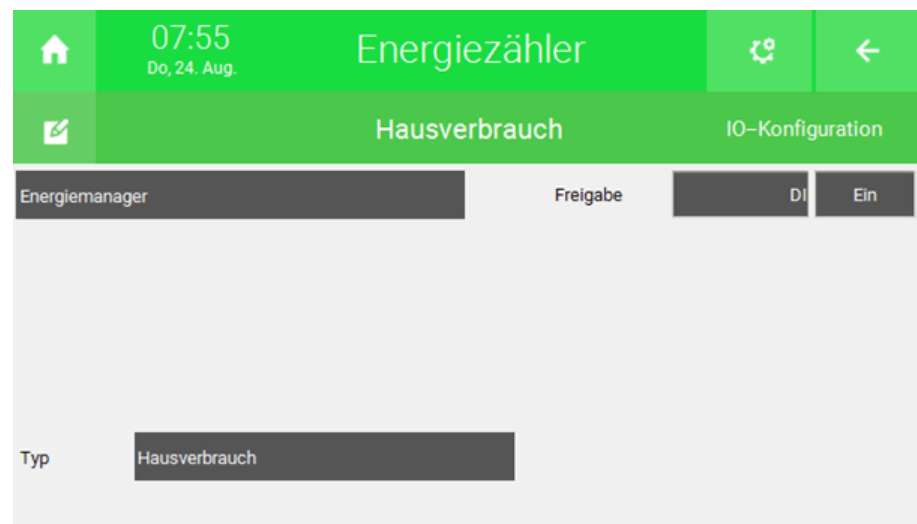 07:55
Do, 24. Aug.
Energiezähler
Hausverbrauch
IO-Konfiguration
Energiemanager
Freigabe
DI
Ein
Typ
Hausverbrauch